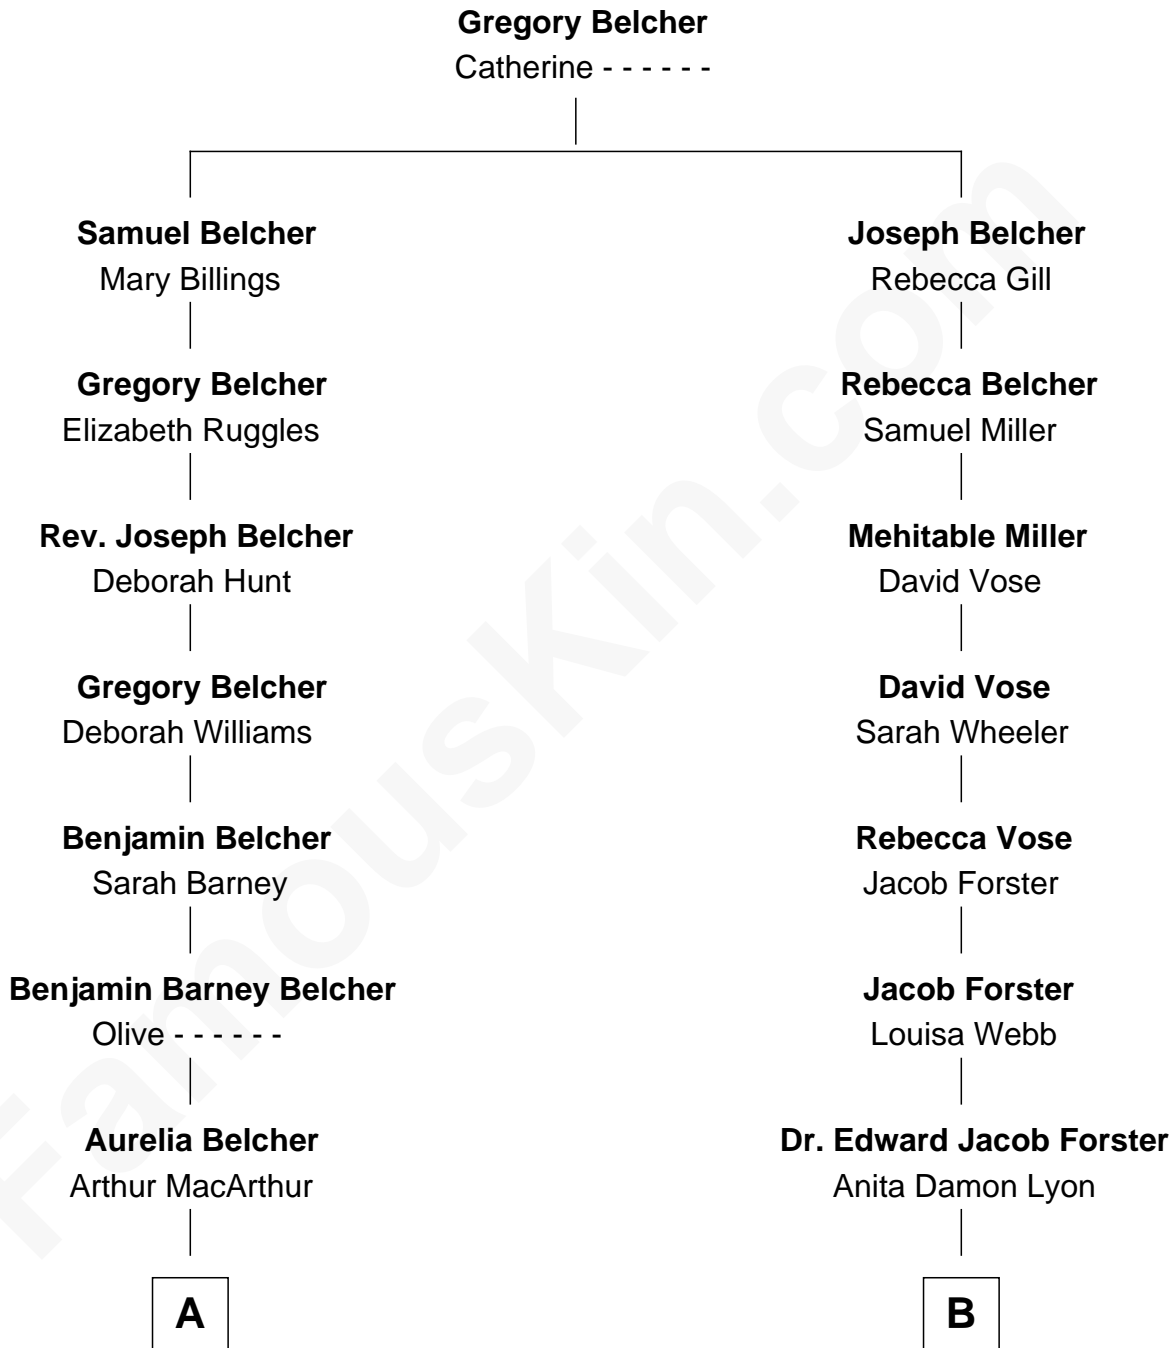 Gregory Belcher
Catherine - - - - - -
Samuel Belcher
Mary Billings
Joseph Belcher
Rebecca Gill
Gregory Belcher
Elizabeth Ruggles
Rebecca Belcher
Samuel Miller
Rev. Joseph Belcher
Deborah Hunt
Mehitable Miller
David Vose
Gregory Belcher
Deborah Williams
David Vose
Sarah Wheeler
Benjamin Belcher
Sarah Barney
Rebecca Vose
Jacob Forster
Benjamin Barney Belcher
Olive - - - - - -
Jacob Forster
Louisa Webb
Aurelia Belcher
Arthur MacArthur
Dr. Edward Jacob Forster
Anita Damon Lyon
A
B
FamousKin.com